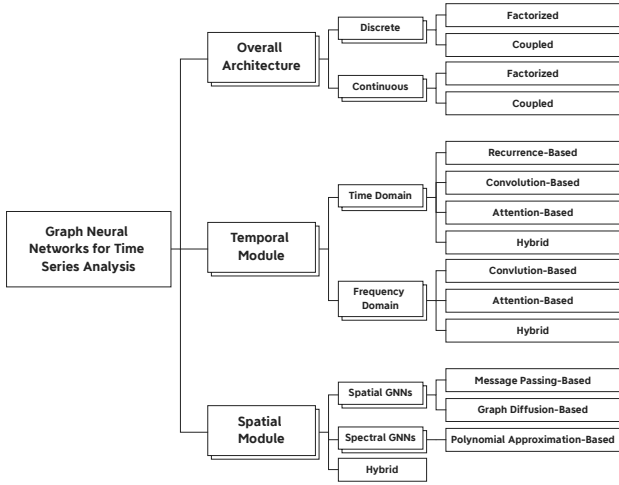 Graph Neural
Networks for Time
Series Analysis
Overall
Architecture
Discrete
Factorized
Coupled
Continuous
Factorized
Coupled
Temporal
Module
Time Domain
Recurrence-Based
Convolution-Based
Attention-Based
Hybrid
Frequency
Domain
Convlution-Based
Attention-Based
Hybrid
Spatial
Module
Spatial GNNs
Message Passing-Based
Graph Diffusion-Based
Spectral GNNs
Polynomial Approximation-Based
Hybrid